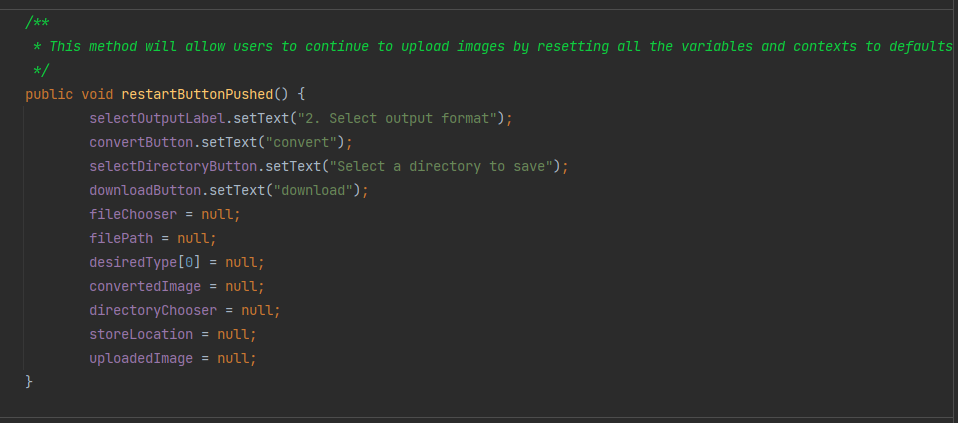 /**
 * This method will allow users to continue to upload images by resetting all the variables and contexts to defaults
 */
public void restartButtonPushed() {
        selectOutputLabel.setText("2. Select output format");
        convertButton.setText("convert");
        selectDirectoryButton.setText("Select a directory to save");
        downloadButton.setText("download");
        fileChooser = null;
        filePath = null;
        desiredType[0] = null;
        convertedImage = null;
        directoryChooser = null;
        storeLocation = null;
        uploadedImage = null;
}